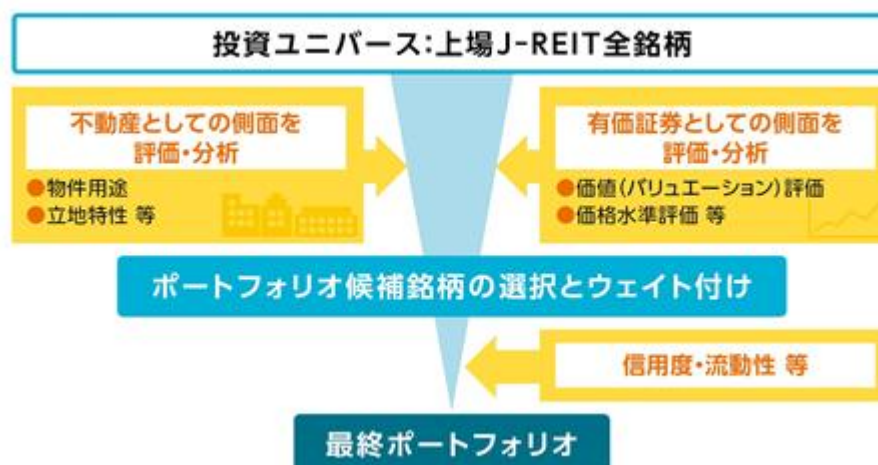 投資ユニバース:上場J-REIT全銘柄
不動産としての側面を
評価・分析
●物件用途
●立地特性 等
有価証券としての側面を
評価・分析
●価値(バリュエーション)評価
●価格水準評価 等
ポートフォリオ候補銘柄の選択とウェイト付け
信用度・流動性 等
最終ポートフォリオ